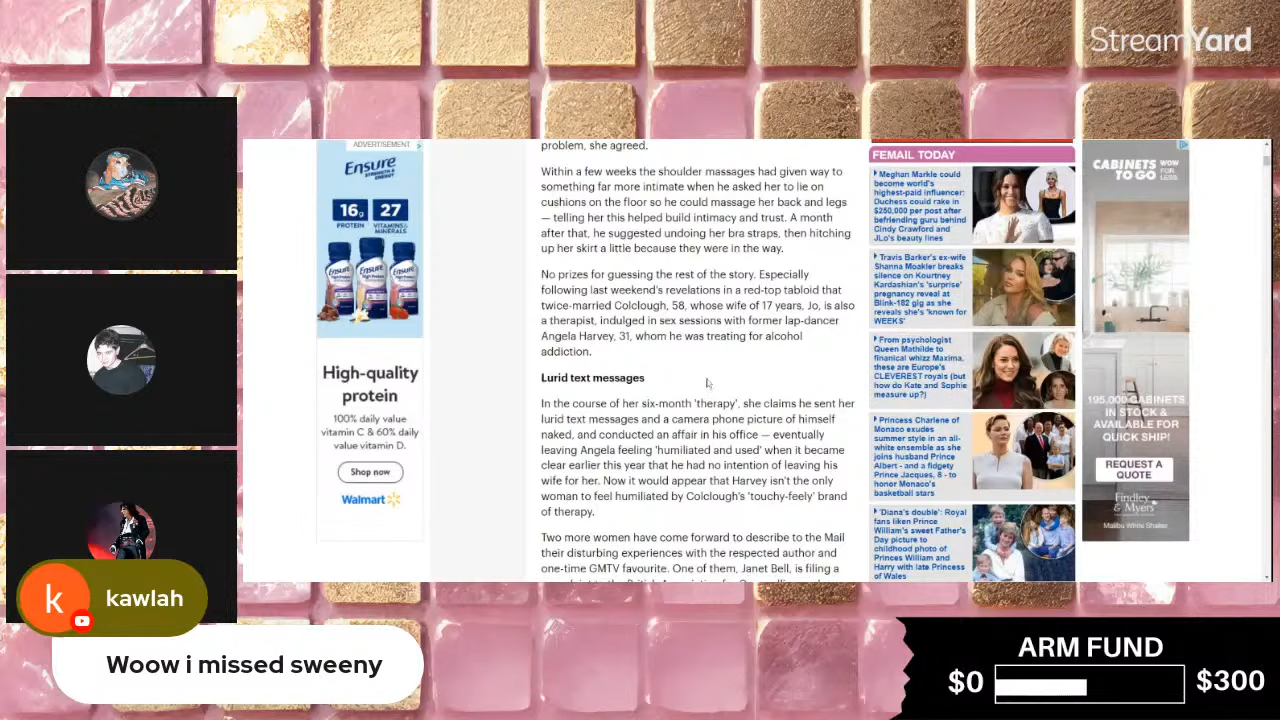 StreamYard
ADVERTISEMENT
Ensure
STRENGTH &
ENERGY
16g
PROTEIN
27
VITAMINS &
MINERALS
High-quality
protein
100% daily value
vitamin C & 60% daily
value vitamin D.
Shop now
Walmart
problem, she agreed.
Within a few weeks the shoulder massages had given way to
something far more intimate when he asked her to lie on
cushions on the floor so he could massage her back and legs
— telling her this helped build intimacy and trust. A month
after that, he suggested undoing her bra straps, then hitching
up her skirt a little because they were in the way.
No prizes for guessing the rest of the story. Especially
following last weekend's revelations in a red-top tabloid that
twice-married Colclough, 58, whose wife of 17 years, Jo, is also
a therapist, indulged in sex sessions with former lap-dancer
Angela Harvey, 31, whom he was treating for alcohol
addiction.
Lurid text messages
In the course of her six-month 'therapy', she claims he sent her
lurid text messages and a camera phone picture of himself
naked, and conducted an affair in his office — eventually
leaving Angela feeling 'humiliated and used' when it became
clear earlier this year that he had no intention of leaving his
wife for her. Now it would appear that Harvey isn't the only
woman to feel humiliated by Colclough's 'touchy-feely' brand
of therapy.
Two more women have come forward to describe to the Mail
their disturbing experiences with the respected author and
one-time GMTV favourite. One of them, Janet Bell, is filing a
FEMAIL TODAY
Meghan Markle could
become world's
highest-paid influencer:
Duchess could rake in
$250,000 per post after
befriending guru behind
Cindy Crawford and
JLo's beauty lines
Travis Barker's ex-wife
Shanna Moakler breaks
silence on Kourtney
Kardashian's 'surprise'
pregnancy reveal at
Blink-182 gig as she
reveals she's 'known for
WEEKS'
From psychologist
Queen Mathilde to
finanical whizz Maxima,
these are Europe's
CLEVEREST royals (but
how do Kate and Sophie
measure up?)
Princess Charlene of
Monaco exudes
summer style in an all-
white ensemble as she
joins husband Prince
Albert - and a fidgety
Prince Jacques, 8 - to
honor Monaco's
basketball stars
'Diana's double': Royal
fans liken Prince
William's sweet Father's
Day picture to
childhood photo of
Princes William and
Harry with late Princess
of Wales
CABINETS
TO GO
WOW
FOR
LESS
195,000 CABINETS
IN STOCK &
AVAILABLE FOR
QUICK SHIP!
REQUEST A
QUOTE
Findley
& Myers
Malibu White Shaker
k
kawlah
Woow i missed sweeny
ARM FUND
$0
$300